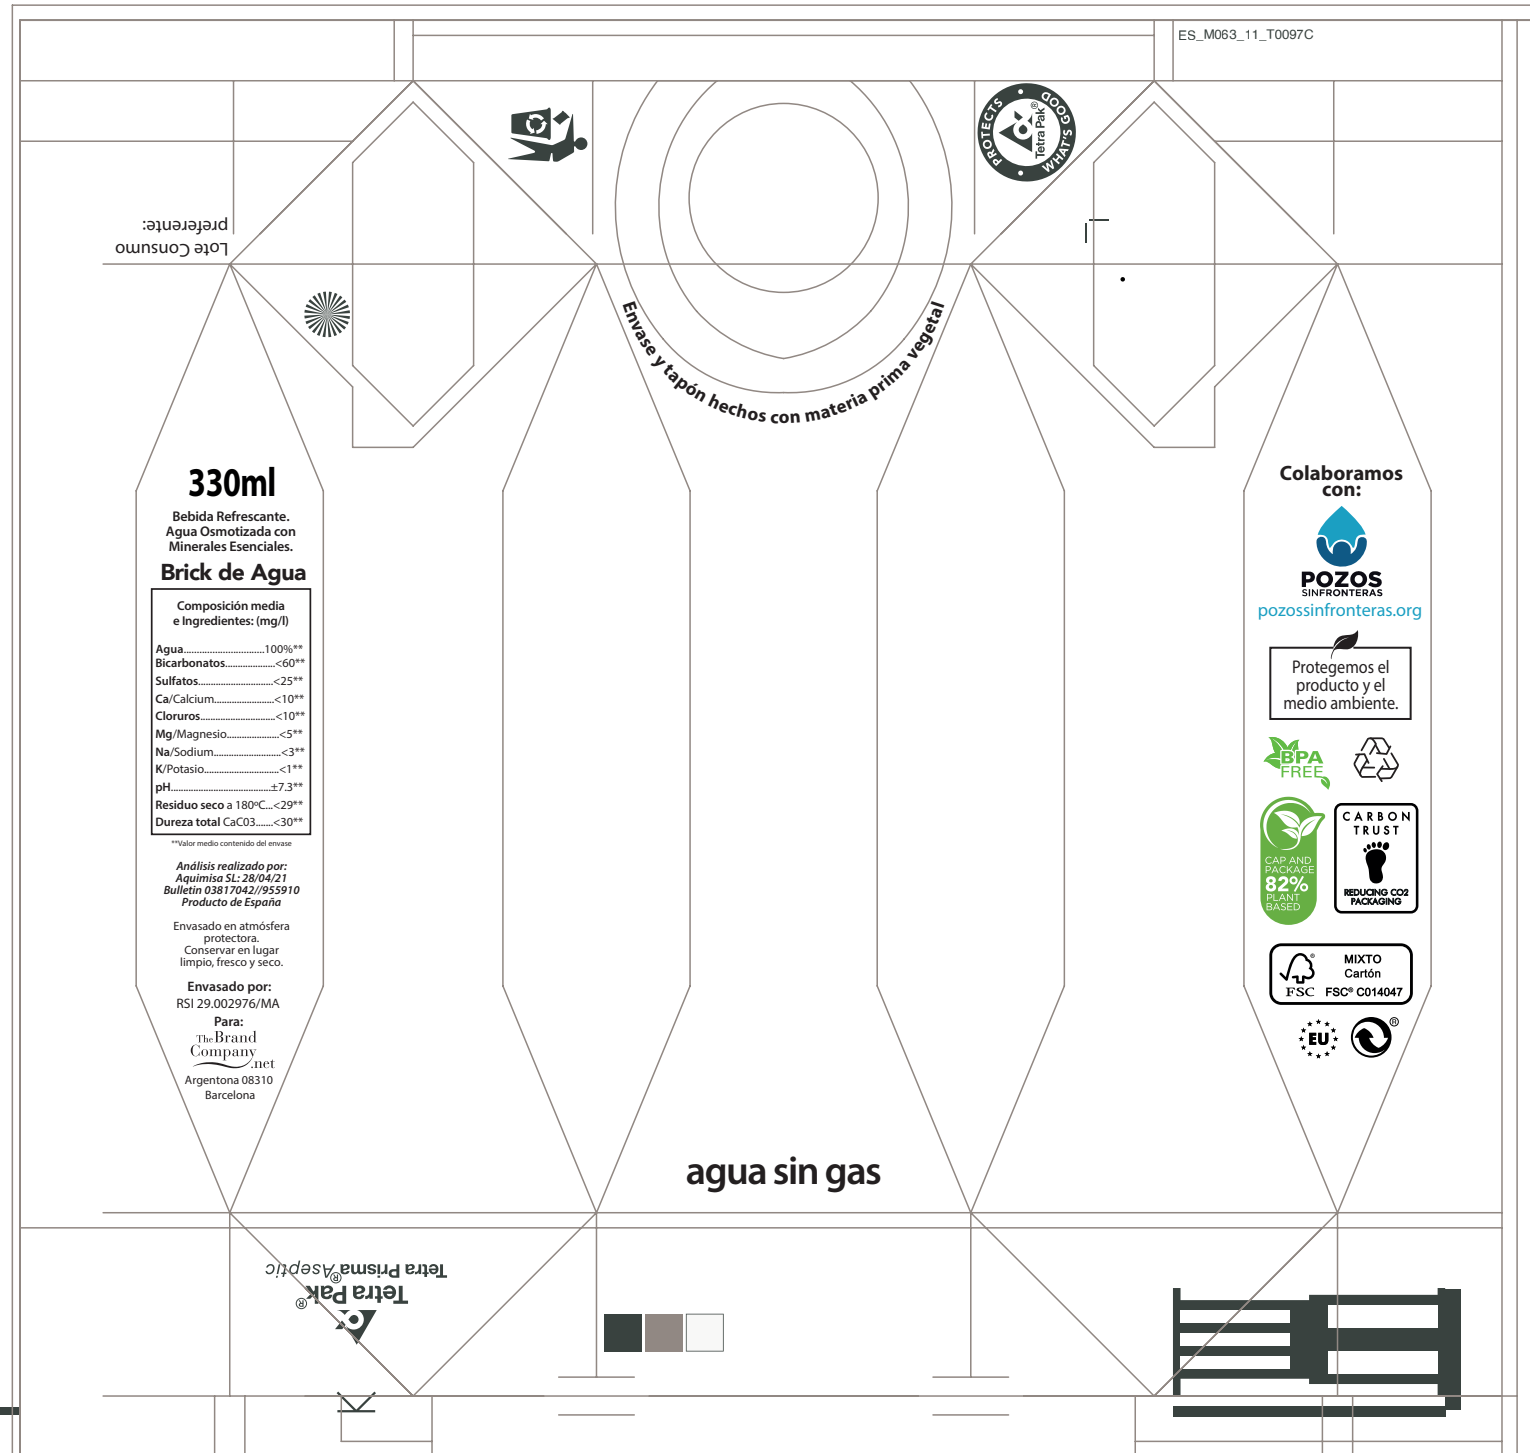 ES_M063_11_T0097C
PROTECTS
WHAT'S GOOD
Tetra Pak®
Lote Consumo
preferente:
Envase y tapón hechos con materia prima vegetal
330ml
Bebida Refrescante.
Agua Osmotizada con
Minerales Esenciales.
Brick de Agua
Composición media
e Ingredientes: (mg/l)
Agua..............................100%**
Bicarbonatos....................<60**
Sulfatos..............................<25**
Ca/Calcium........................<10**
Cloruros..............................<10**
Mg/Magnesio.....................<5**
Na/Sodium...........................<3**
K/Potasio..............................<1**
pH........................................±7.3**
Residuo seco a 180ºC...<29**
Dureza total CaC03.......<30**
**Valor medio contenido del envase
Análisis realizado por:
Aquimisa SL: 28/04/21
Bulletin 03817042//955910
Producto de España
Envasado en atmósfera
protectora.
Conservar en lugar
limpio, fresco y seco.
Envasado por:
RSI 29.002976/MA
Para:
The Brand
Company
.net
Argentona 08310
Barcelona
agua sin gas
Colaboramos
con:
POZOS
SINFRONTERAS
pozossinfronteras.org
Protegemos el
producto y el
medio ambiente.
BPA
FREE
CAP AND
PACKAGE
82%
PLANT
BASED
CARBON
TRUST
REDUCING CO2
PACKAGING
FSC®
MIXTO
Cartón
FSC® C014047
EU
®
Tetra Pak®
Tetra Prisma® Aseptic